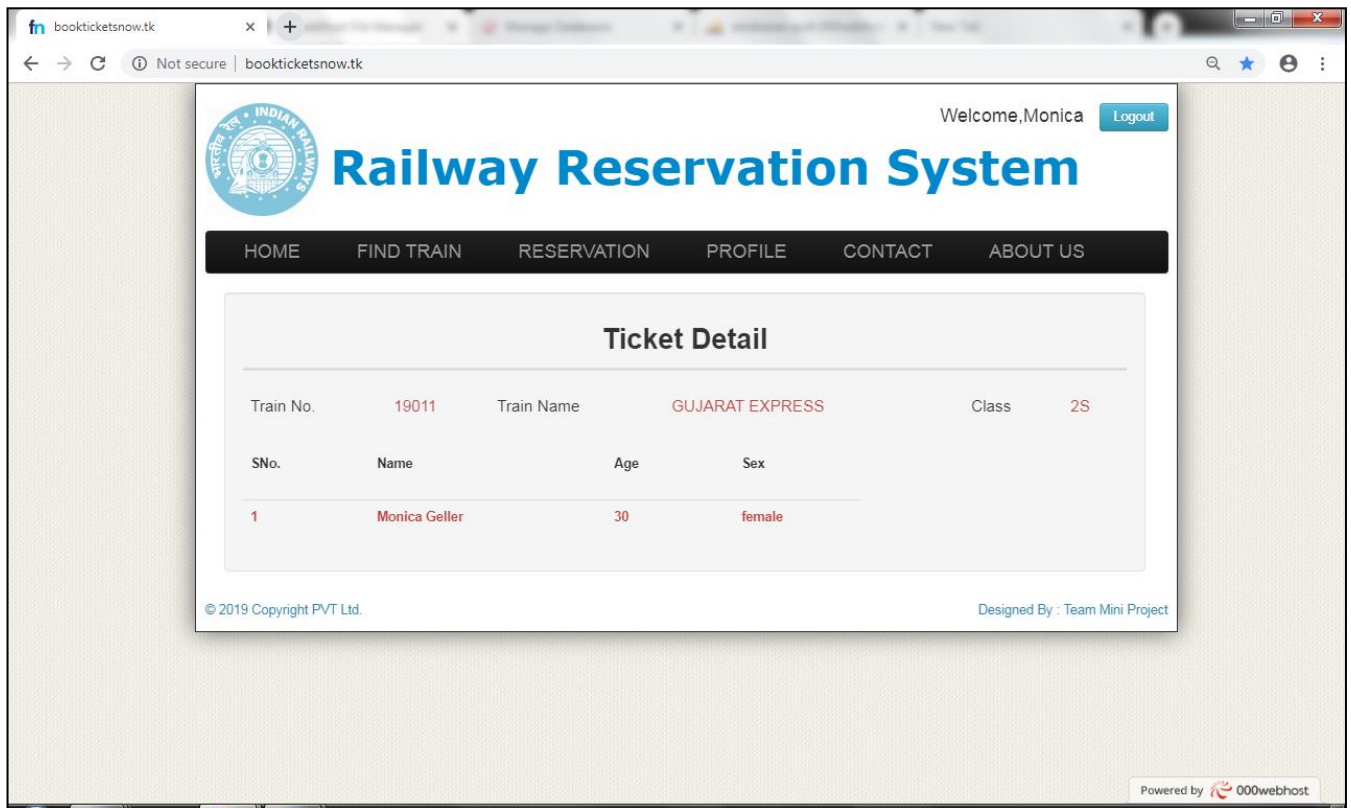 bookticketsnow.tk
Not secure | bookticketsnow.tk
Welcome,Monica Logout
भारतीय रेल • INDIAN RAILWAYS
Railway Reservation System
HOME FIND TRAIN RESERVATION PROFILE CONTACT ABOUT US
Ticket Detail
Train No. 19011 Train Name GUJARAT EXPRESS Class 2S
SNo. Name Age Sex
1 Monica Geller 30 female
© 2019 Copyright PVT Ltd. Designed By : Team Mini Project
Powered by 000webhost